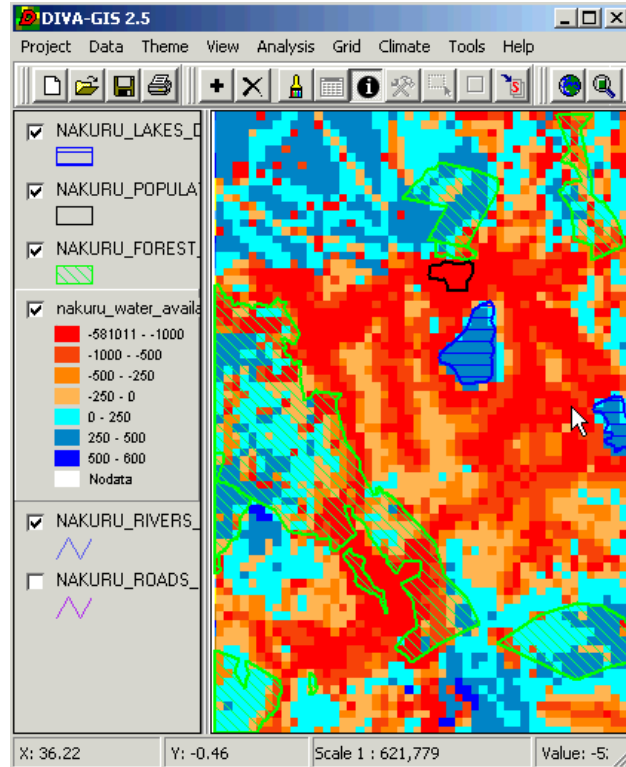 DIVA-GIS 2.5
Project Data Theme View Analysis Grid Climate Tools Help
NAKURU_LAKES_D
NAKURU_POPULA
NAKURU_FOREST_
nakuru_water_availa
-581011 - -1000
-1000 - -500
-500 - -250
-250 - 0
0 - 250
250 - 500
500 - 600
Nodata
NAKURU_RIVERS_
NAKURU_ROADS_
X: 36.22 Y: -0.46 Scale 1 : 621,779 Value: -5